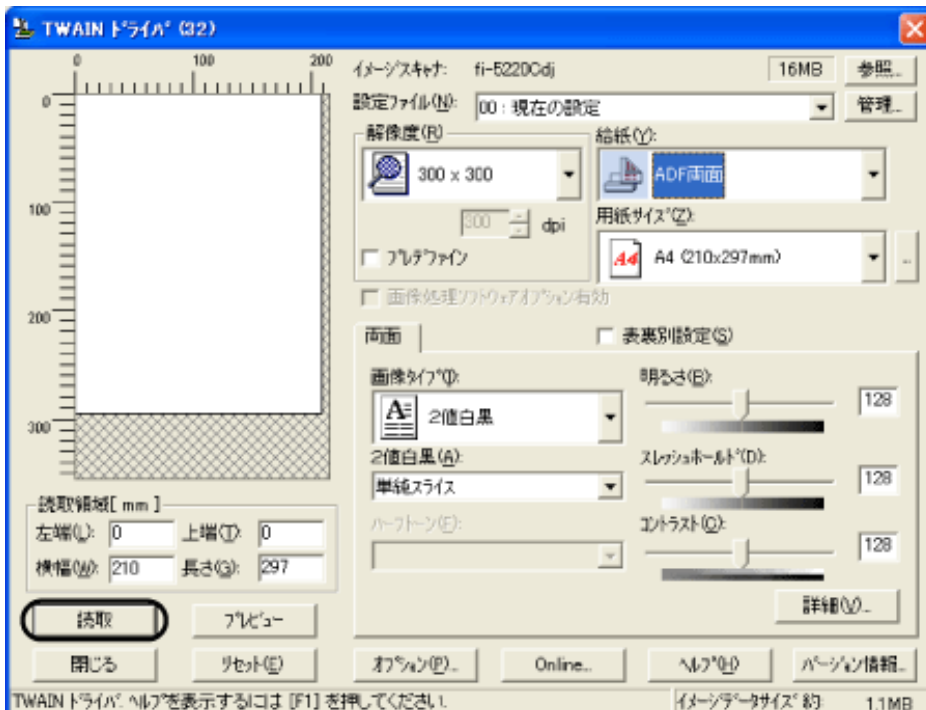 TWAIN ﾄﾞﾗｲﾊﾞ (32)
0 100 200
0
100
200
300
ｲﾒｰｼﾞｽｷｬﾅ: fi-5220Cdj 16MB 参照...
設定ﾌｧｲﾙ(N): 00 : 現在の設定 管理...
解像度(R)
300 × 300
300 dpi
ﾌﾟﾚﾃﾞﾌｧｲﾝ
給紙(Y):
ADF両面
用紙ｻｲｽﾞ(Z):
A4 A4 (210x297mm) ...
画像処理ｿﾌﾄｳｪｱｵﾌﾟｼｮﾝ有効
両面
表裏別設定(S)
画像ﾀｲﾌﾟ(I):
A 2値白黒
2値白黒(A):
単純ｽﾗｲｽ
ﾊｰﾌﾄｰﾝ(F):
明るさ(B):
128
ｽﾚｯｼｭﾎｰﾙﾄﾞ(D):
128
ｺﾝﾄﾗｽﾄ(C):
128
詳細(V)...
読取領域[ mm ]
左端(L): 0 上端(T): 0
横幅(W): 210 長さ(G): 297
読取 ﾌﾟﾚﾋﾞｭｰ
閉じる ﾘｾｯﾄ(E) ｵﾌﾟｼｮﾝ(P)... Online... ﾍﾙﾌﾟ(H) ﾊﾞｰｼﾞｮﾝ情報...
TWAIN ﾄﾞﾗｲﾊﾞ. ﾍﾙﾌﾟを表示するには [F1] を押してください. ｲﾒｰｼﾞﾃﾞｰﾀｻｲｽﾞ 約: 1.1MB